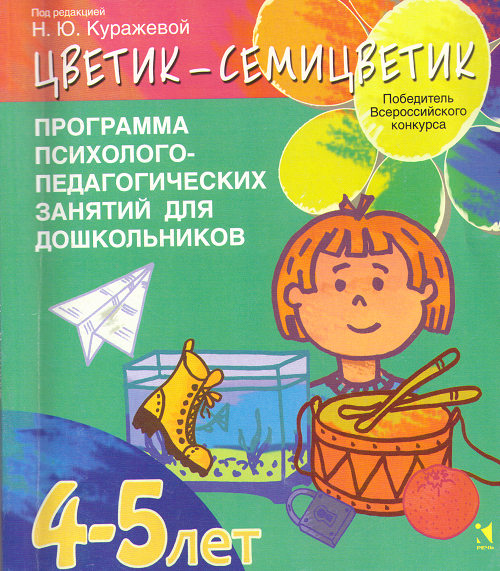 Под редакцией
Н. Ю. Куражевой
ЦВЕТИК – СЕМИЦВЕТИК
Победитель
Всероссийского
конкурса
ПРОГРАММА
ПСИХОЛОГО-
ПЕДАГОГИЧЕСКИХ
ЗАНЯТИЙ ДЛЯ
ДОШКОЛЬНИКОВ
4-5 лет
РЕЧЬ